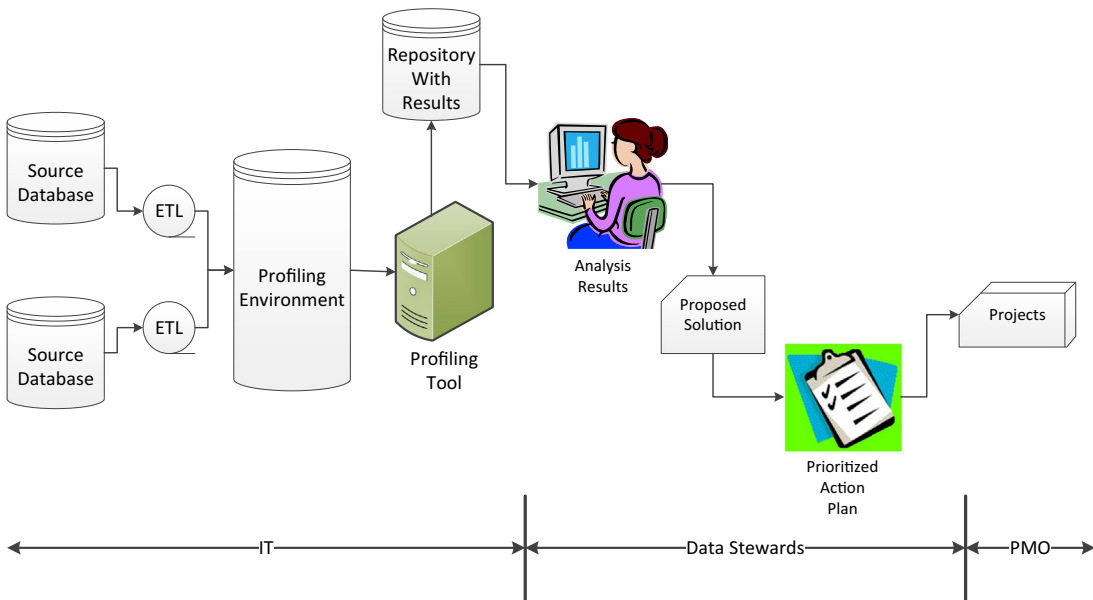 Repository
With
Results
Source
Database
ETL
Profiling
Environment
Source
Database
ETL
Profiling
Tool
Analysis
Results
Proposed
Solution
Projects
Prioritized
Action
Plan
IT
Data Stewards
PMO